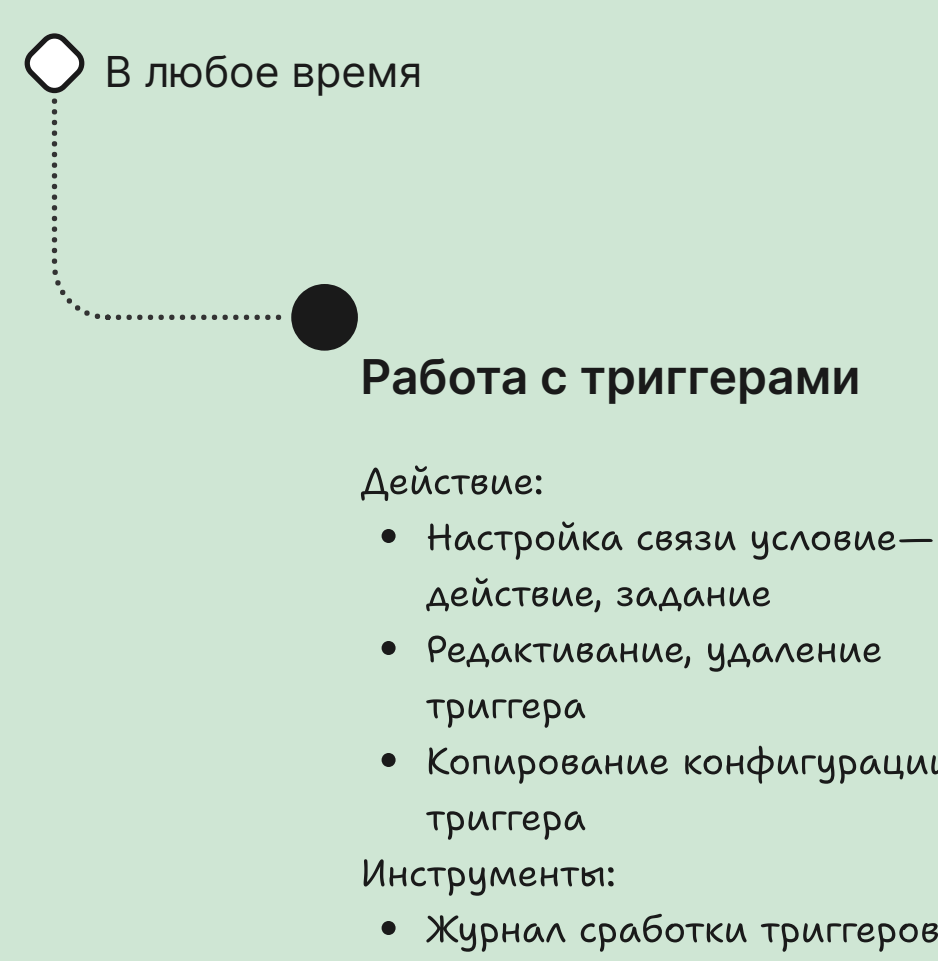 В любое время
Работа с триггерами
Действие:
• Настройка связи условие—
действие, задание
• Редактивание, удаление
триггера
• Копирование конфигурации
триггера
Инструменты:
• Журнал сработки триггеров